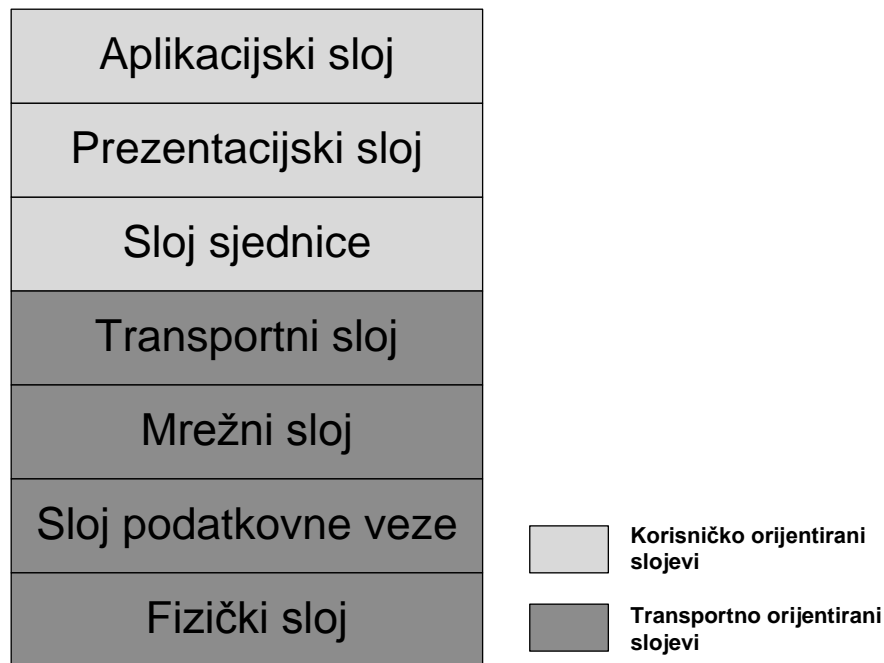 Aplikacijski sloj
Prezentacijski sloj
Sloj sjednice
Transportni sloj
Mrežni sloj
Sloj podatkovne veze
Fizički sloj
Korisničko orijentirani
slojevi
Transportno orijentirani
slojevi